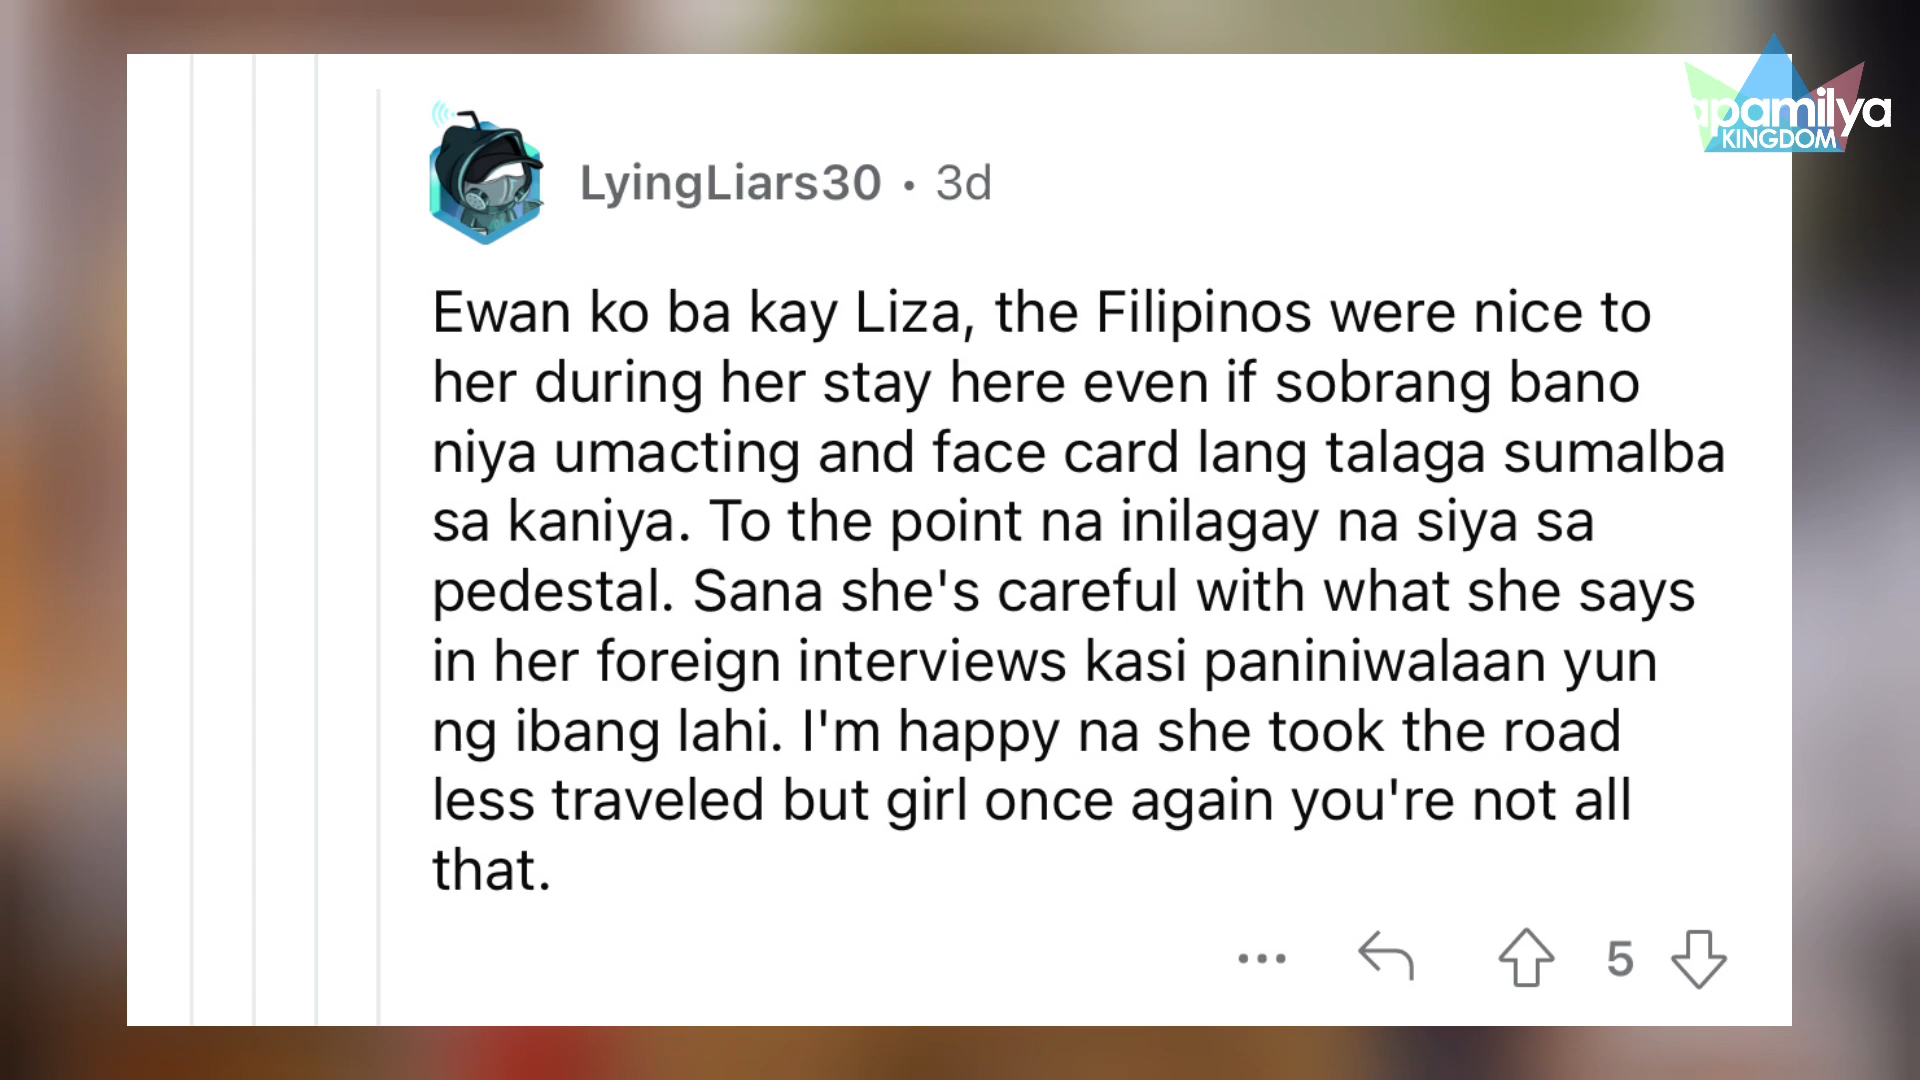 apamilya
KINGDOM
LyingLiars30 • 3d
Ewan ko ba kay Liza, the Filipinos were nice to
her during her stay here even if sobrang bano
niya umacting and face card lang talaga sumalba
sa kaniya. To the point na inilagay na siya sa
pedestal. Sana she's careful with what she says
in her foreign interviews kasi paniniwalaan yun
ng ibang lahi. I'm happy na she took the road
less traveled but girl once again you're not all
that.
5